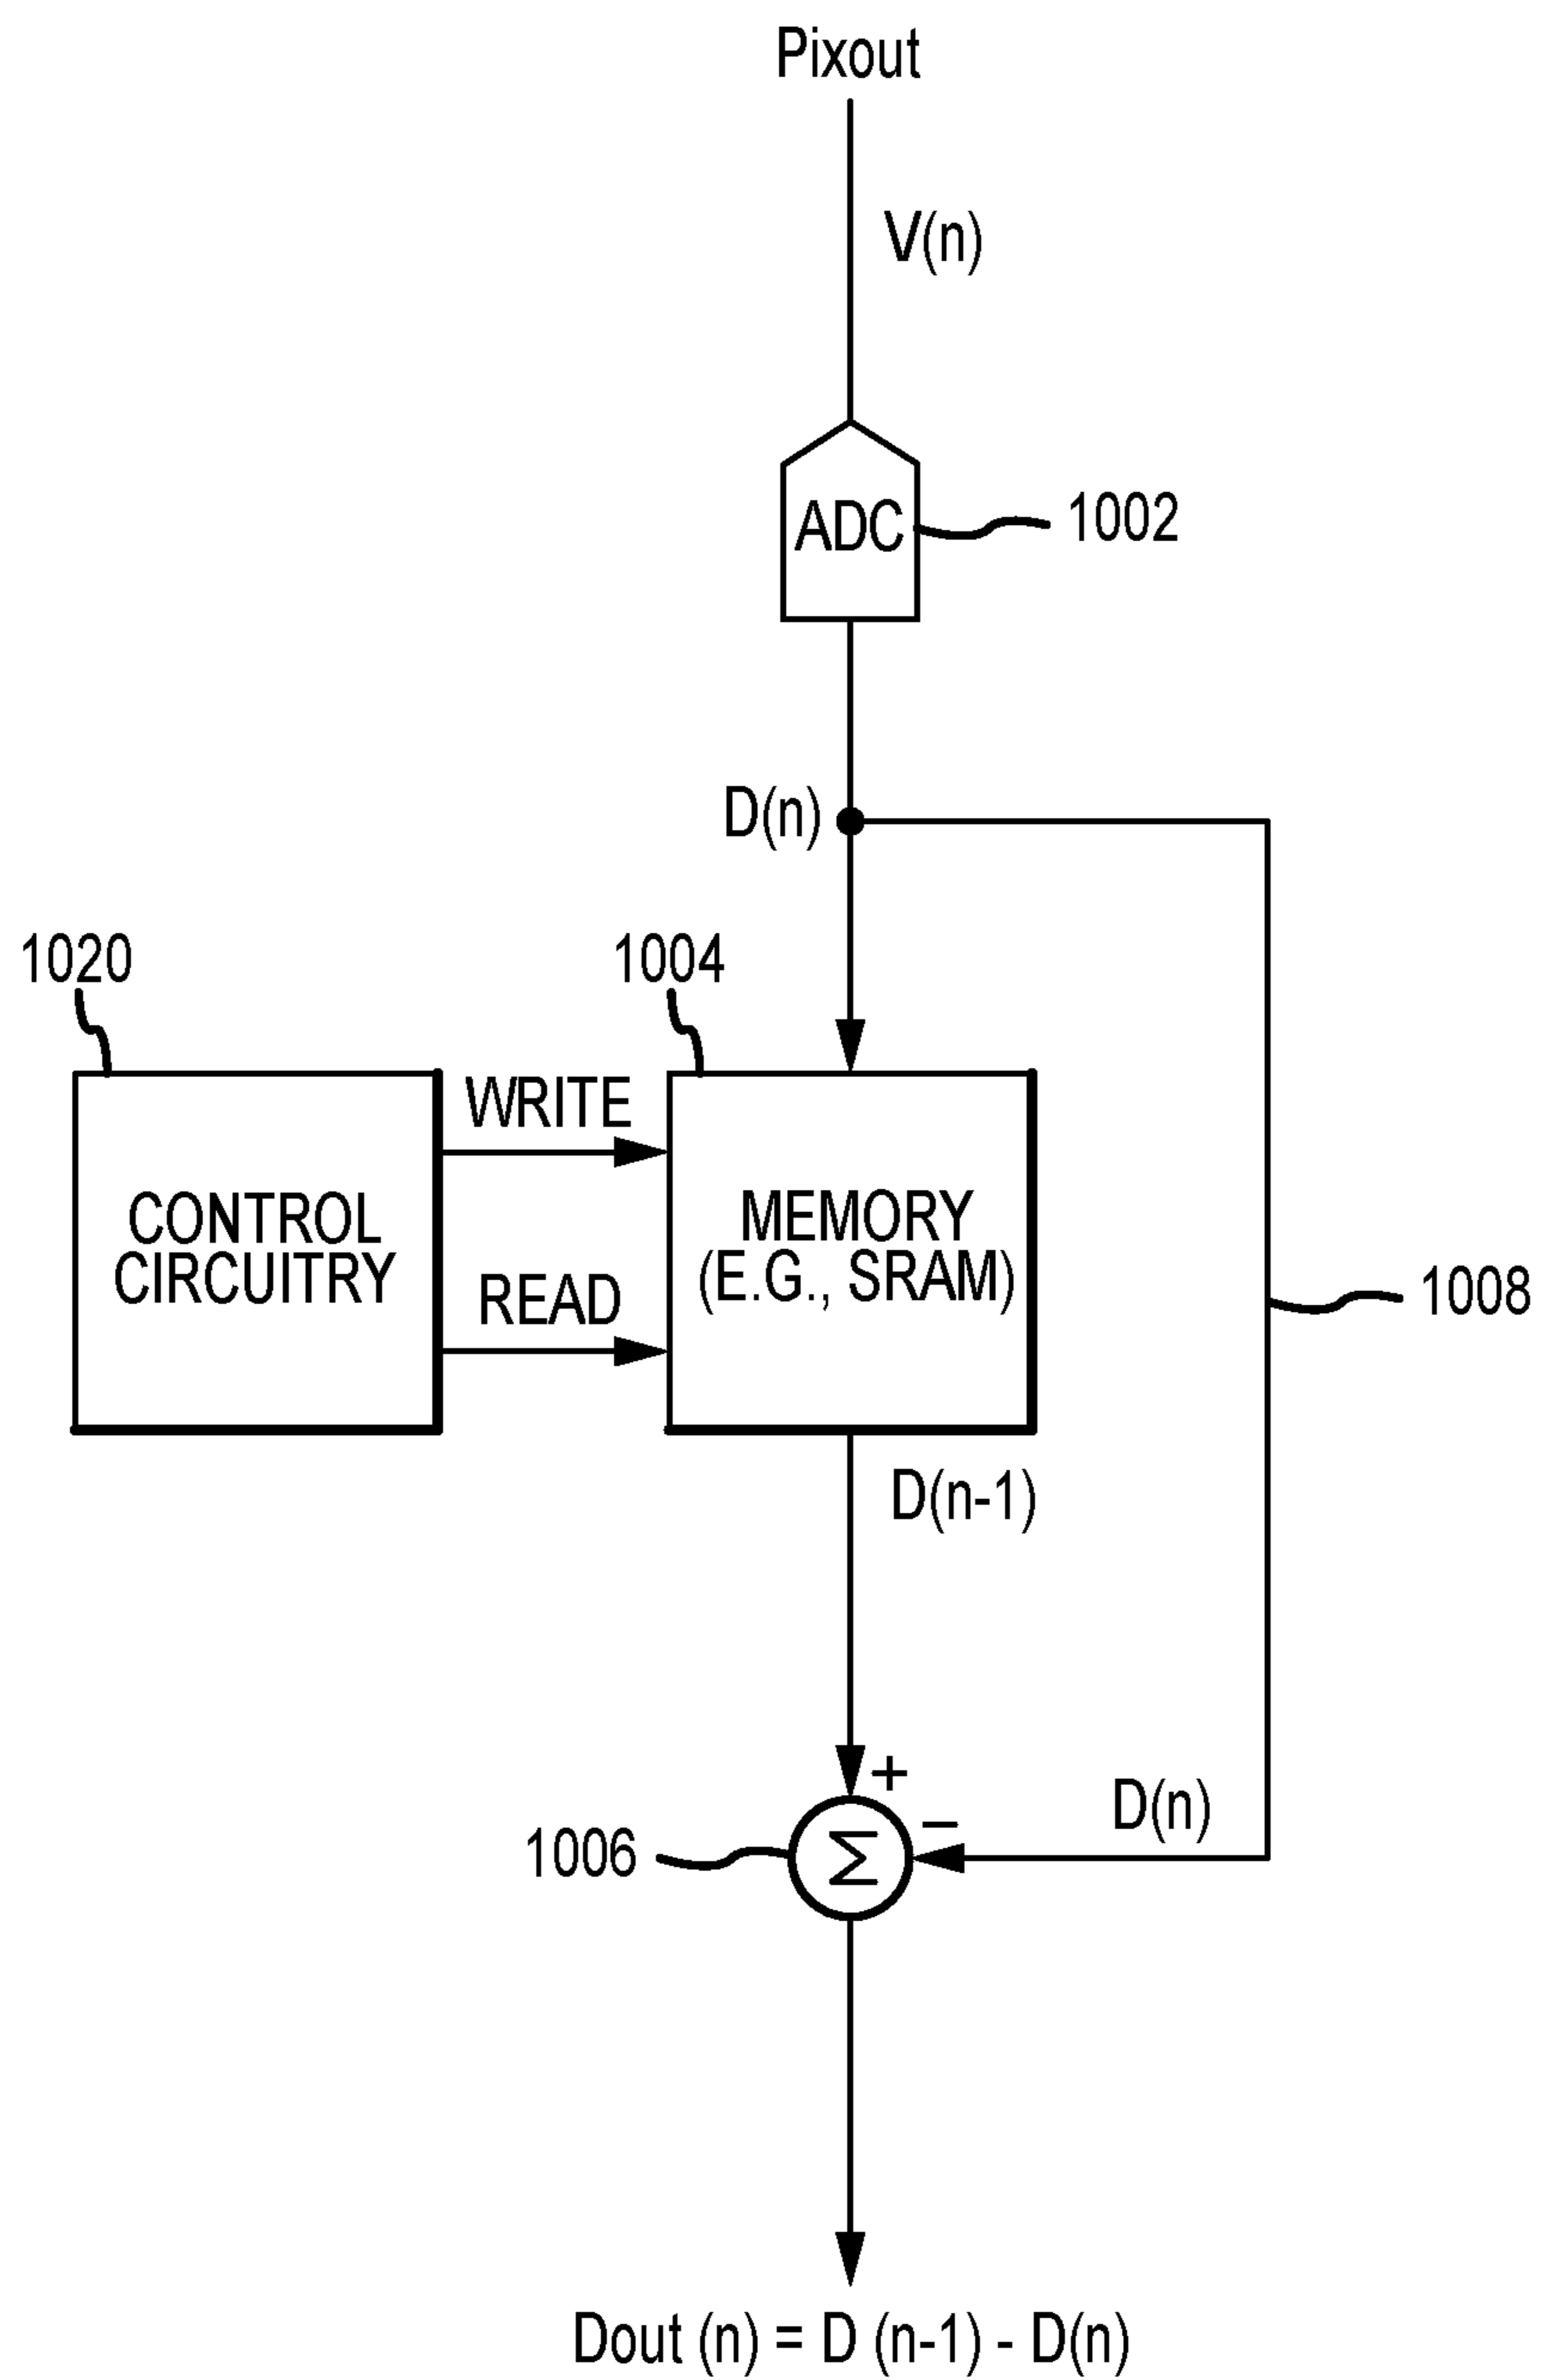 Pixout
V(n)
ADC
1002
D(n)
1020
1004
WRITE
CONTROL
CIRCUITRY
READ
MEMORY
(E.G., SRAM)
1008
D(n-1)
+
−
D(n)
1006
Σ
Dout (n) = D (n-1) - D(n)